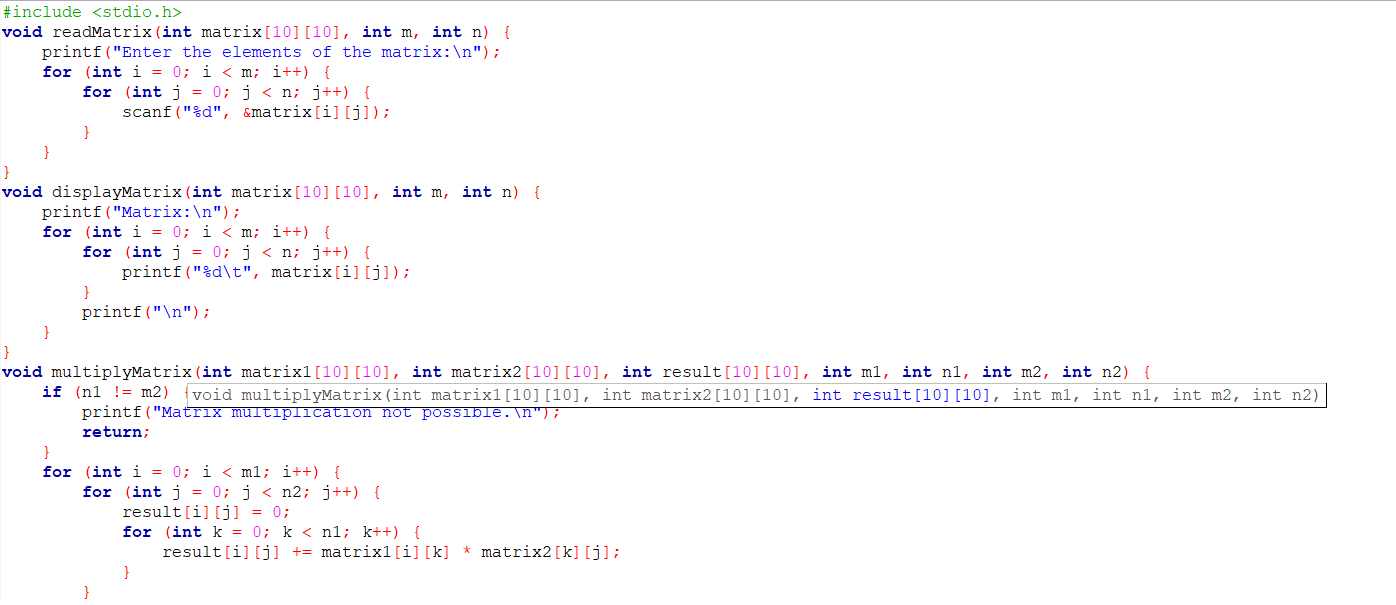 #include <stdio.h>
void readMatrix(int matrix[10][10], int m, int n) {
    printf("Enter the elements of the matrix:\n");
    for (int i = 0; i < m; i++) {
        for (int j = 0; j < n; j++) {
            scanf("%d", &matrix[i][j]);
        }
    }
}
void displayMatrix(int matrix[10][10], int m, int n) {
    printf("Matrix:\n");
    for (int i = 0; i < m; i++) {
        for (int j = 0; j < n; j++) {
            printf("%d\t", matrix[i][j]);
        }
        printf("\n");
    }
}
void multiplyMatrix(int matrix1[10][10], int matrix2[10][10], int result[10][10], int m1, int n1, int m2, int n2) {
    if (n1 != m2) {
void multiplyMatrix(int matrix1[10][10], int matrix2[10][10], int result[10][10], int m1, int n1, int m2, int n2)
        printf("Matrix multiplication not possible.\n");
        return;
    }
    for (int i = 0; i < m1; i++) {
        for (int j = 0; j < n2; j++) {
            result[i][j] = 0;
            for (int k = 0; k < n1; k++) {
                result[i][j] += matrix1[i][k] * matrix2[k][j];
            }
        }